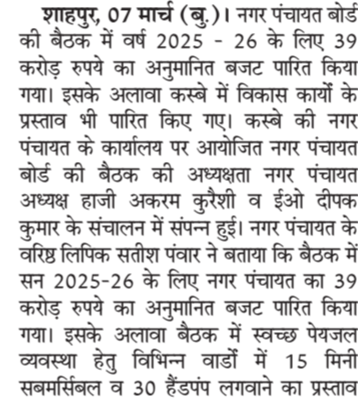 शाहपुर, 07 मार्च (बु.)। नगर पंचायत बोर्ड
की बैठक में वर्ष 2025 - 26 के लिए 39
करोड़ रुपये का अनुमानित बजट पारित किया
गया। इसके अलावा कस्बे में विकास कार्यों के
प्रस्ताव भी पारित किए गए। कस्बे की नगर
पंचायत के कार्यालय पर आयोजित नगर पंचायत
बोर्ड की बैठक की अध्यक्षता नगर पंचायत
अध्यक्ष हाजी अकरम कुरैशी व ईओ दीपक
कुमार के संचालन में संपन्न हुई। नगर पंचायत के
वरिष्ठ लिपिक सतीश पंवार ने बताया कि बैठक में
सन 2025-26 के लिए नगर पंचायत का 39
करोड़ रुपये का अनुमानित बजट पारित किया
गया। इसके अलावा बैठक में स्वच्छ पेयजल
व्यवस्था हेतु विभिन्न वार्डों में 15 मिनी
सबमर्सिबल व 30 हैंडपंप लगवाने का प्रस्ताव